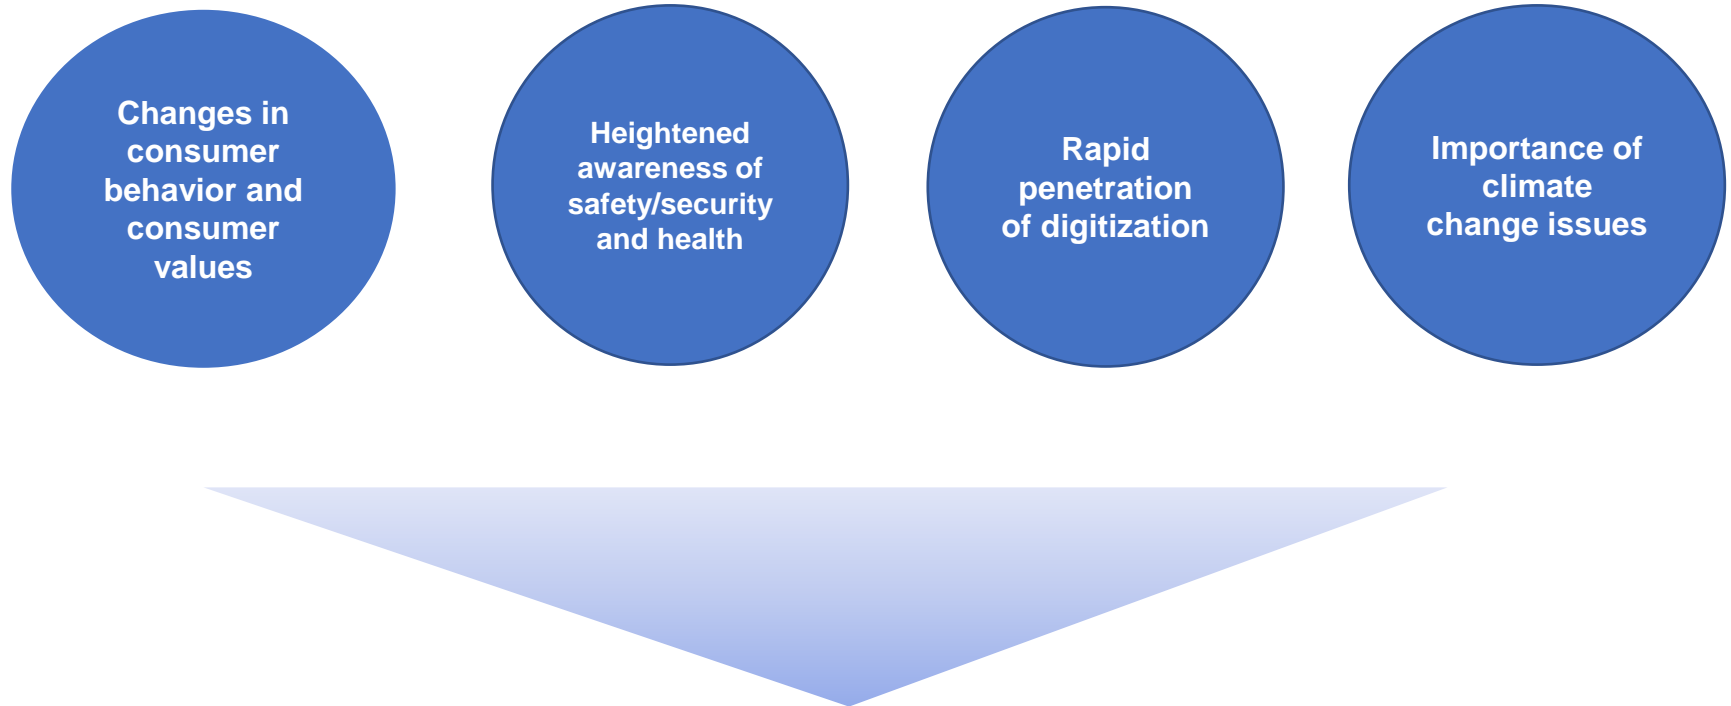 Changes in
consumer
behavior and
consumer
values
Heightened
awareness of
safety/security
and health
Rapid
penetration
of digitization
Importance of
climate
change issues